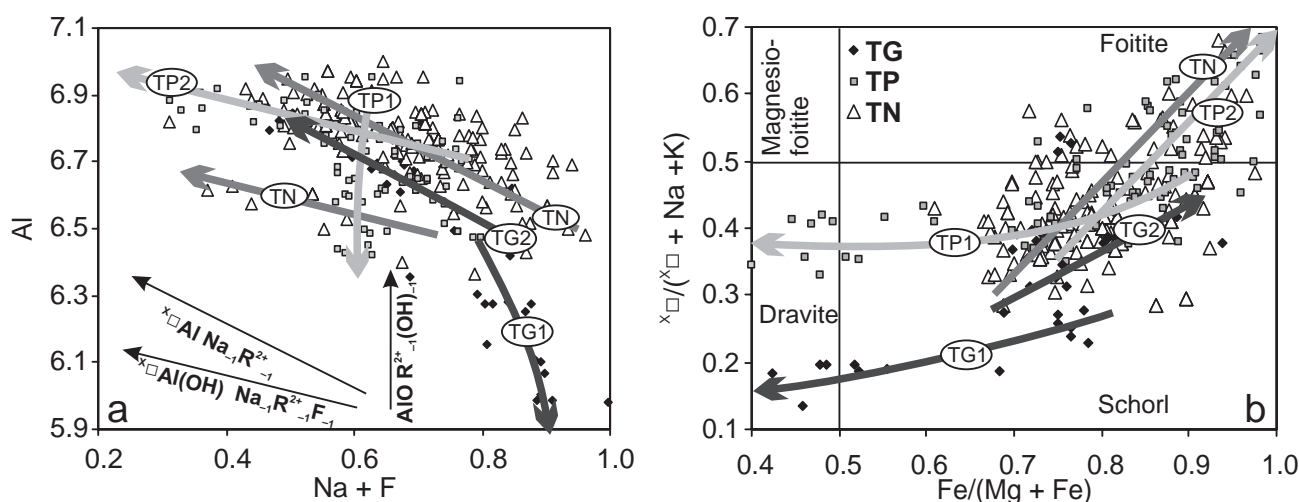 7.1
6.9
6.7
6.5
6.3
6.1
5.9
Al
0.2 0.4 0.6 0.8 1.0
Na + F
TP2
TP1
TN
TN
TG2
TG1
x□Al Na₋₁R²⁺₋₁
x□Al(OH) Na₋₁R²⁺₋₁F₋₁
AlO R²⁺₋₁(OH)₋₁
a
0.7
0.6
0.5
0.4
0.3
0.2
0.1
x□/(x□ + Na +K)
0.4 0.5 0.6 0.7 0.8 0.9 1.0
Fe/(Mg + Fe)
Magnesio-
foitite
TG
TP
TN
Foitite
TN
TP2
TP1
TG2
Dravite
TG1
Schorl
b